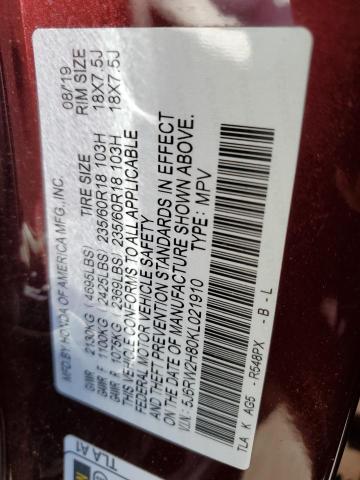 MFD.BY HONDA OF AMERICA MFG.,INC. 08/19
TIRE SIZE RIM SIZE
GVWR 2130KG (4695LBS)
GAWR F 1100KG (2425LBS) 235/60R18 103H 18X7.5J
GAWR R 1075KG (2369LBS) 235/60R18 103H 18X7.5J
THIS VEHICLE CONFORMS TO ALL APPLICABLE
FEDERAL MOTOR VEHICLE SAFETY
AND THEFT PREVENTION STANDARDS IN EFFECT
ON THE DATE OF MANUFACTURE SHOWN ABOVE.
V.I.N.: 5J6RW2H80KL021910 TYPE: MPV
TLA K AG5 - R548PX - B - L
TLA A1